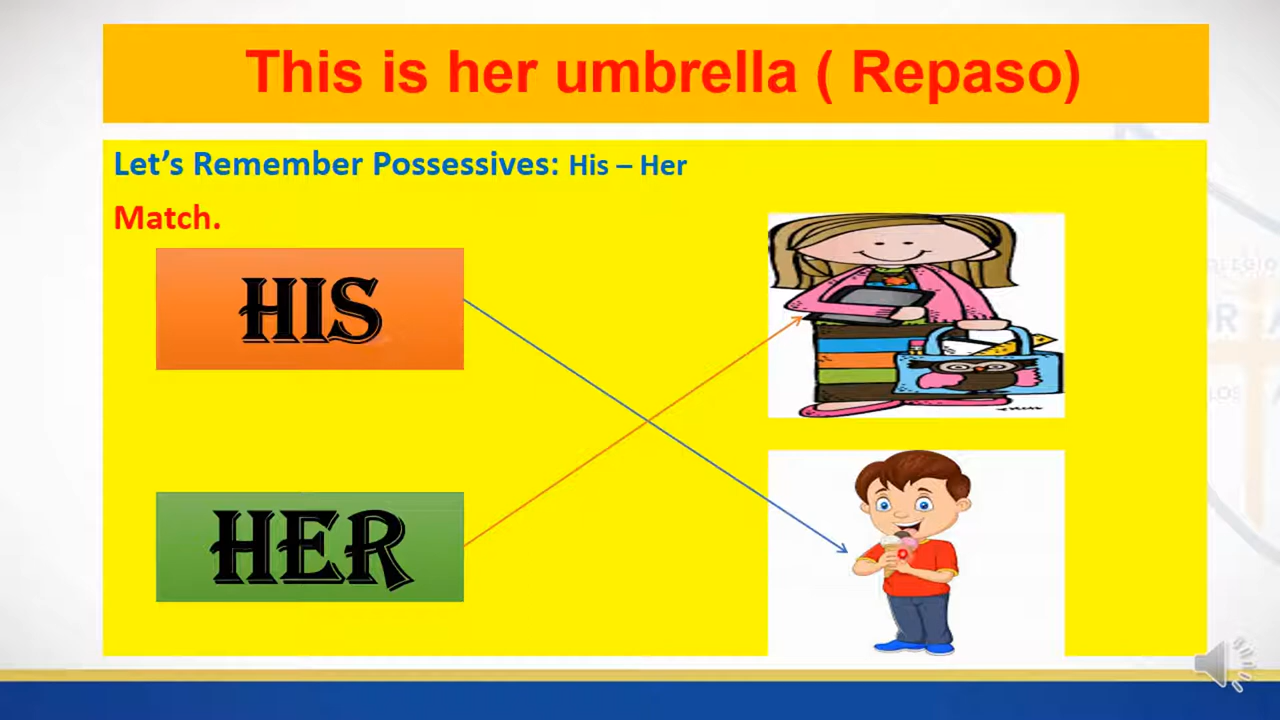 This is her umbrella ( Repaso)
Let’s Remember Possessives: His – Her
Match.
HIS
HER